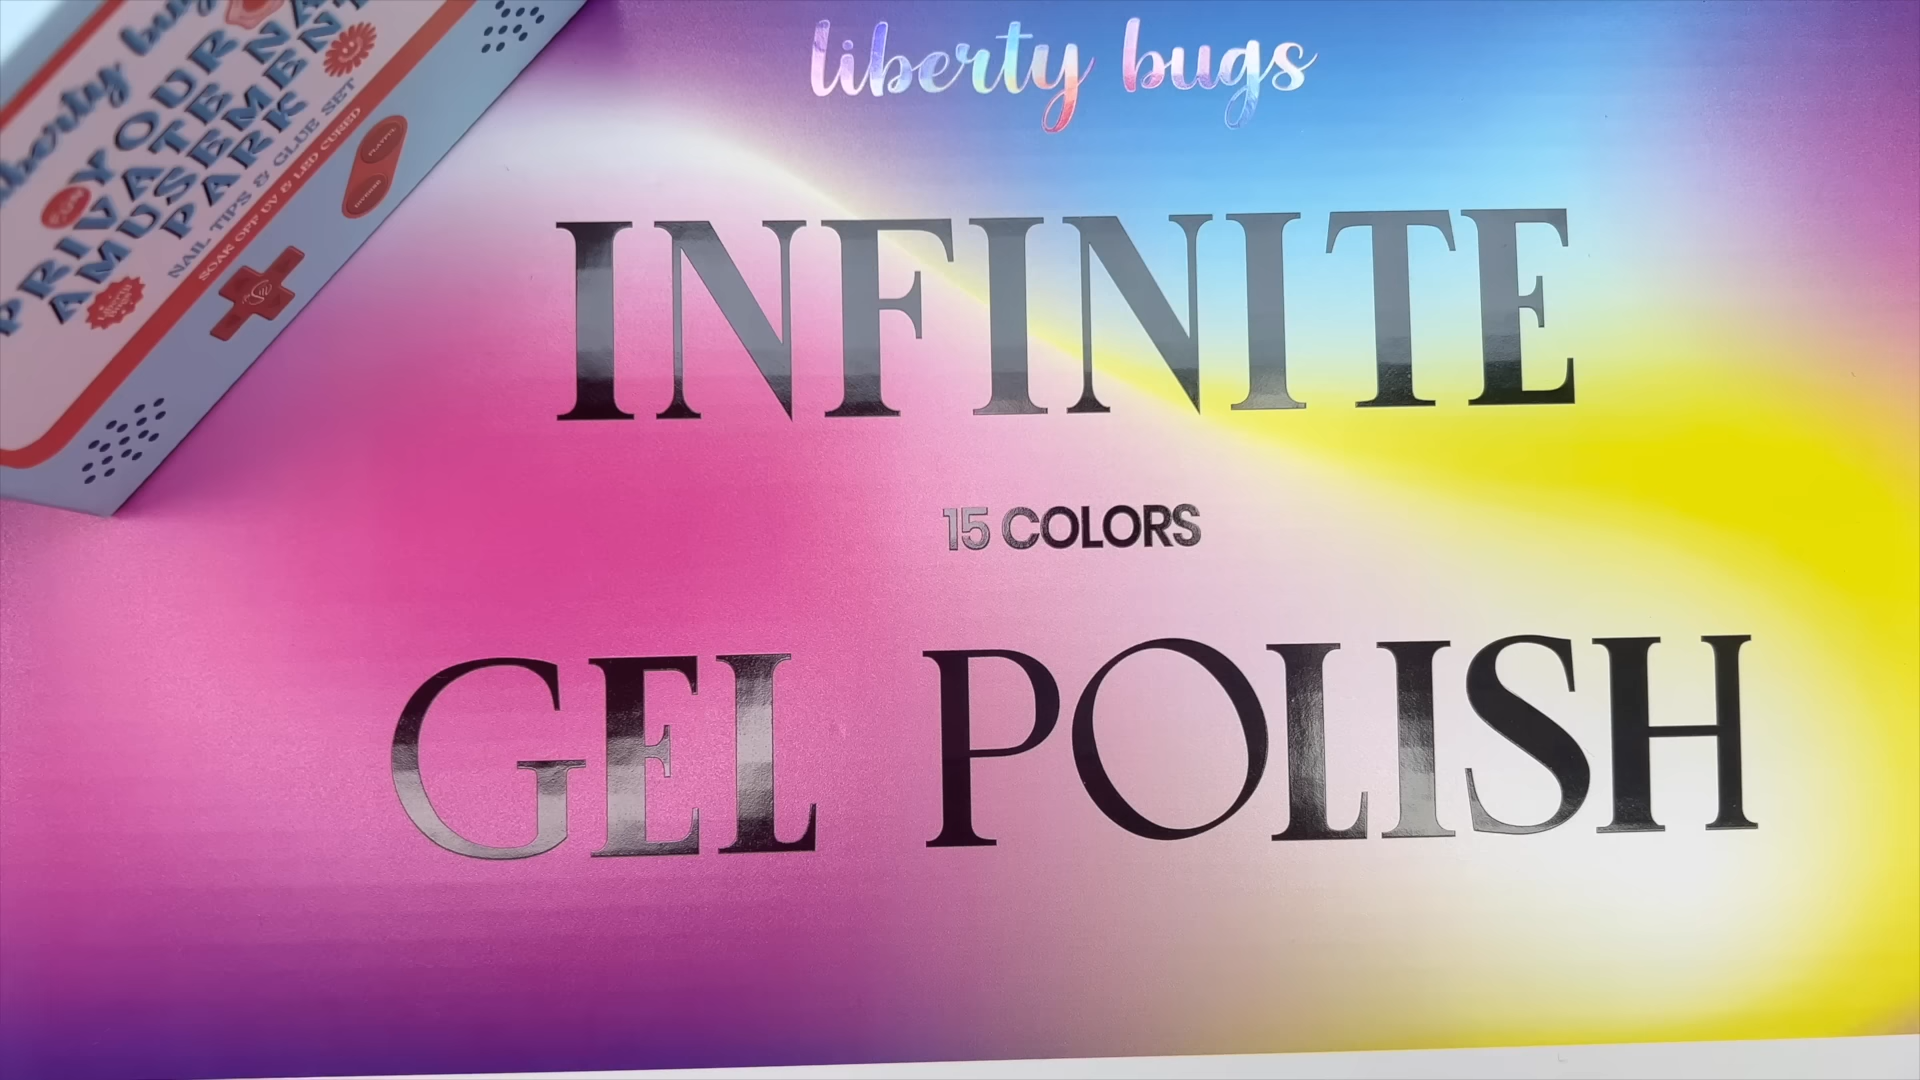 liberty bugs
INFINITE
15 COLORS
GEL POLISH
liberty bugs
YOUR
PRIVATE
AMUSEMENT
PARK
NAIL TIPS & GLUE SET
SOAK OFF UV & LED CURED